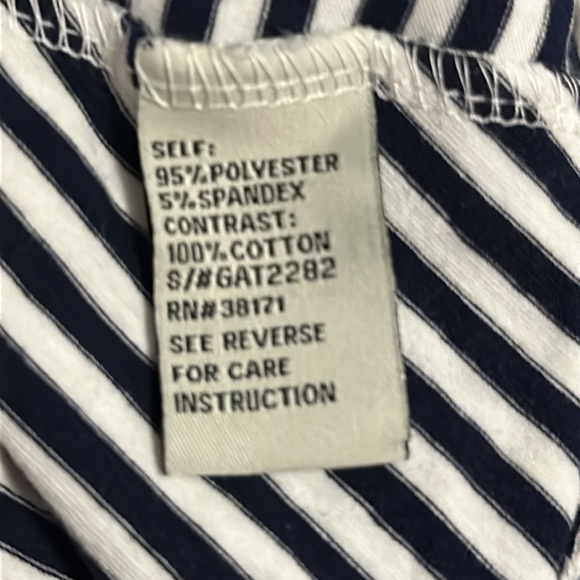 SELF:
95%POLYESTER
5%SPANDEX
CONTRAST:
100%COTTON
S/#GAT2282
RN#38171
SEE REVERSE
FOR CARE
INSTRUCTION